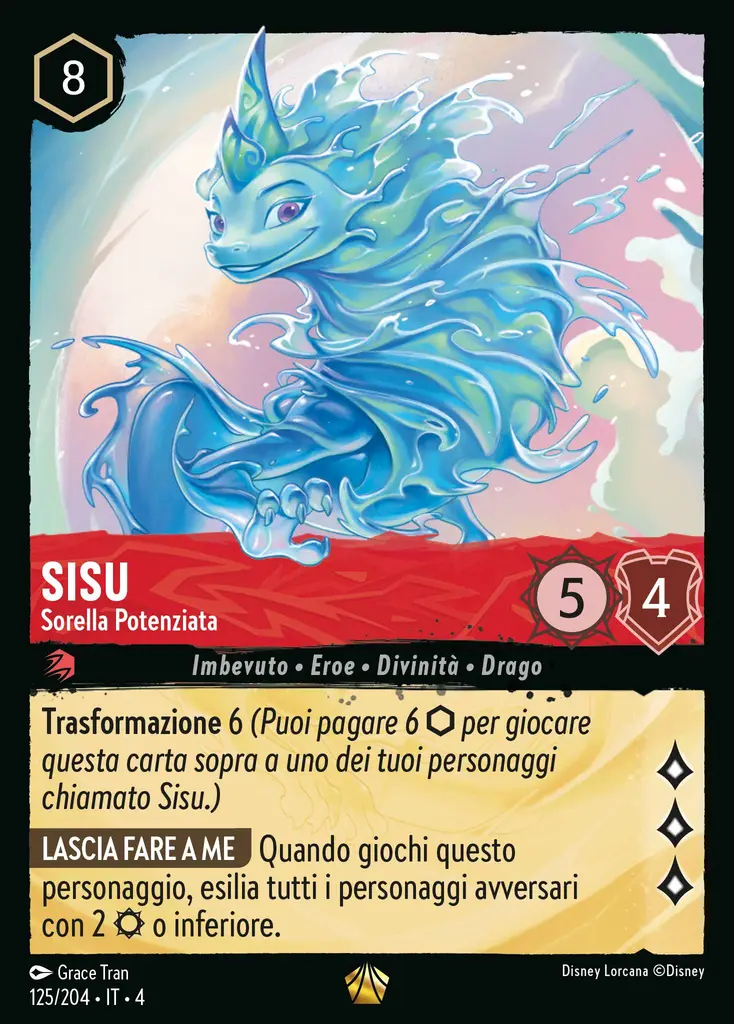 8
SISU
Sorella Potenziata
5
4
Imbevuto • Eroe • Divinità • Drago
Trasformazione 6 (Puoi pagare 6 ⬡ per giocare
questa carta sopra a uno dei tuoi personaggi
chiamato Sisu.)
LASCIA FARE A ME Quando giochi questo
personaggio, esilia tutti i personaggi avversari
con 2 ¤ o inferiore.
Grace Tran
Disney Lorcana ©Disney
125/204 • IT • 4